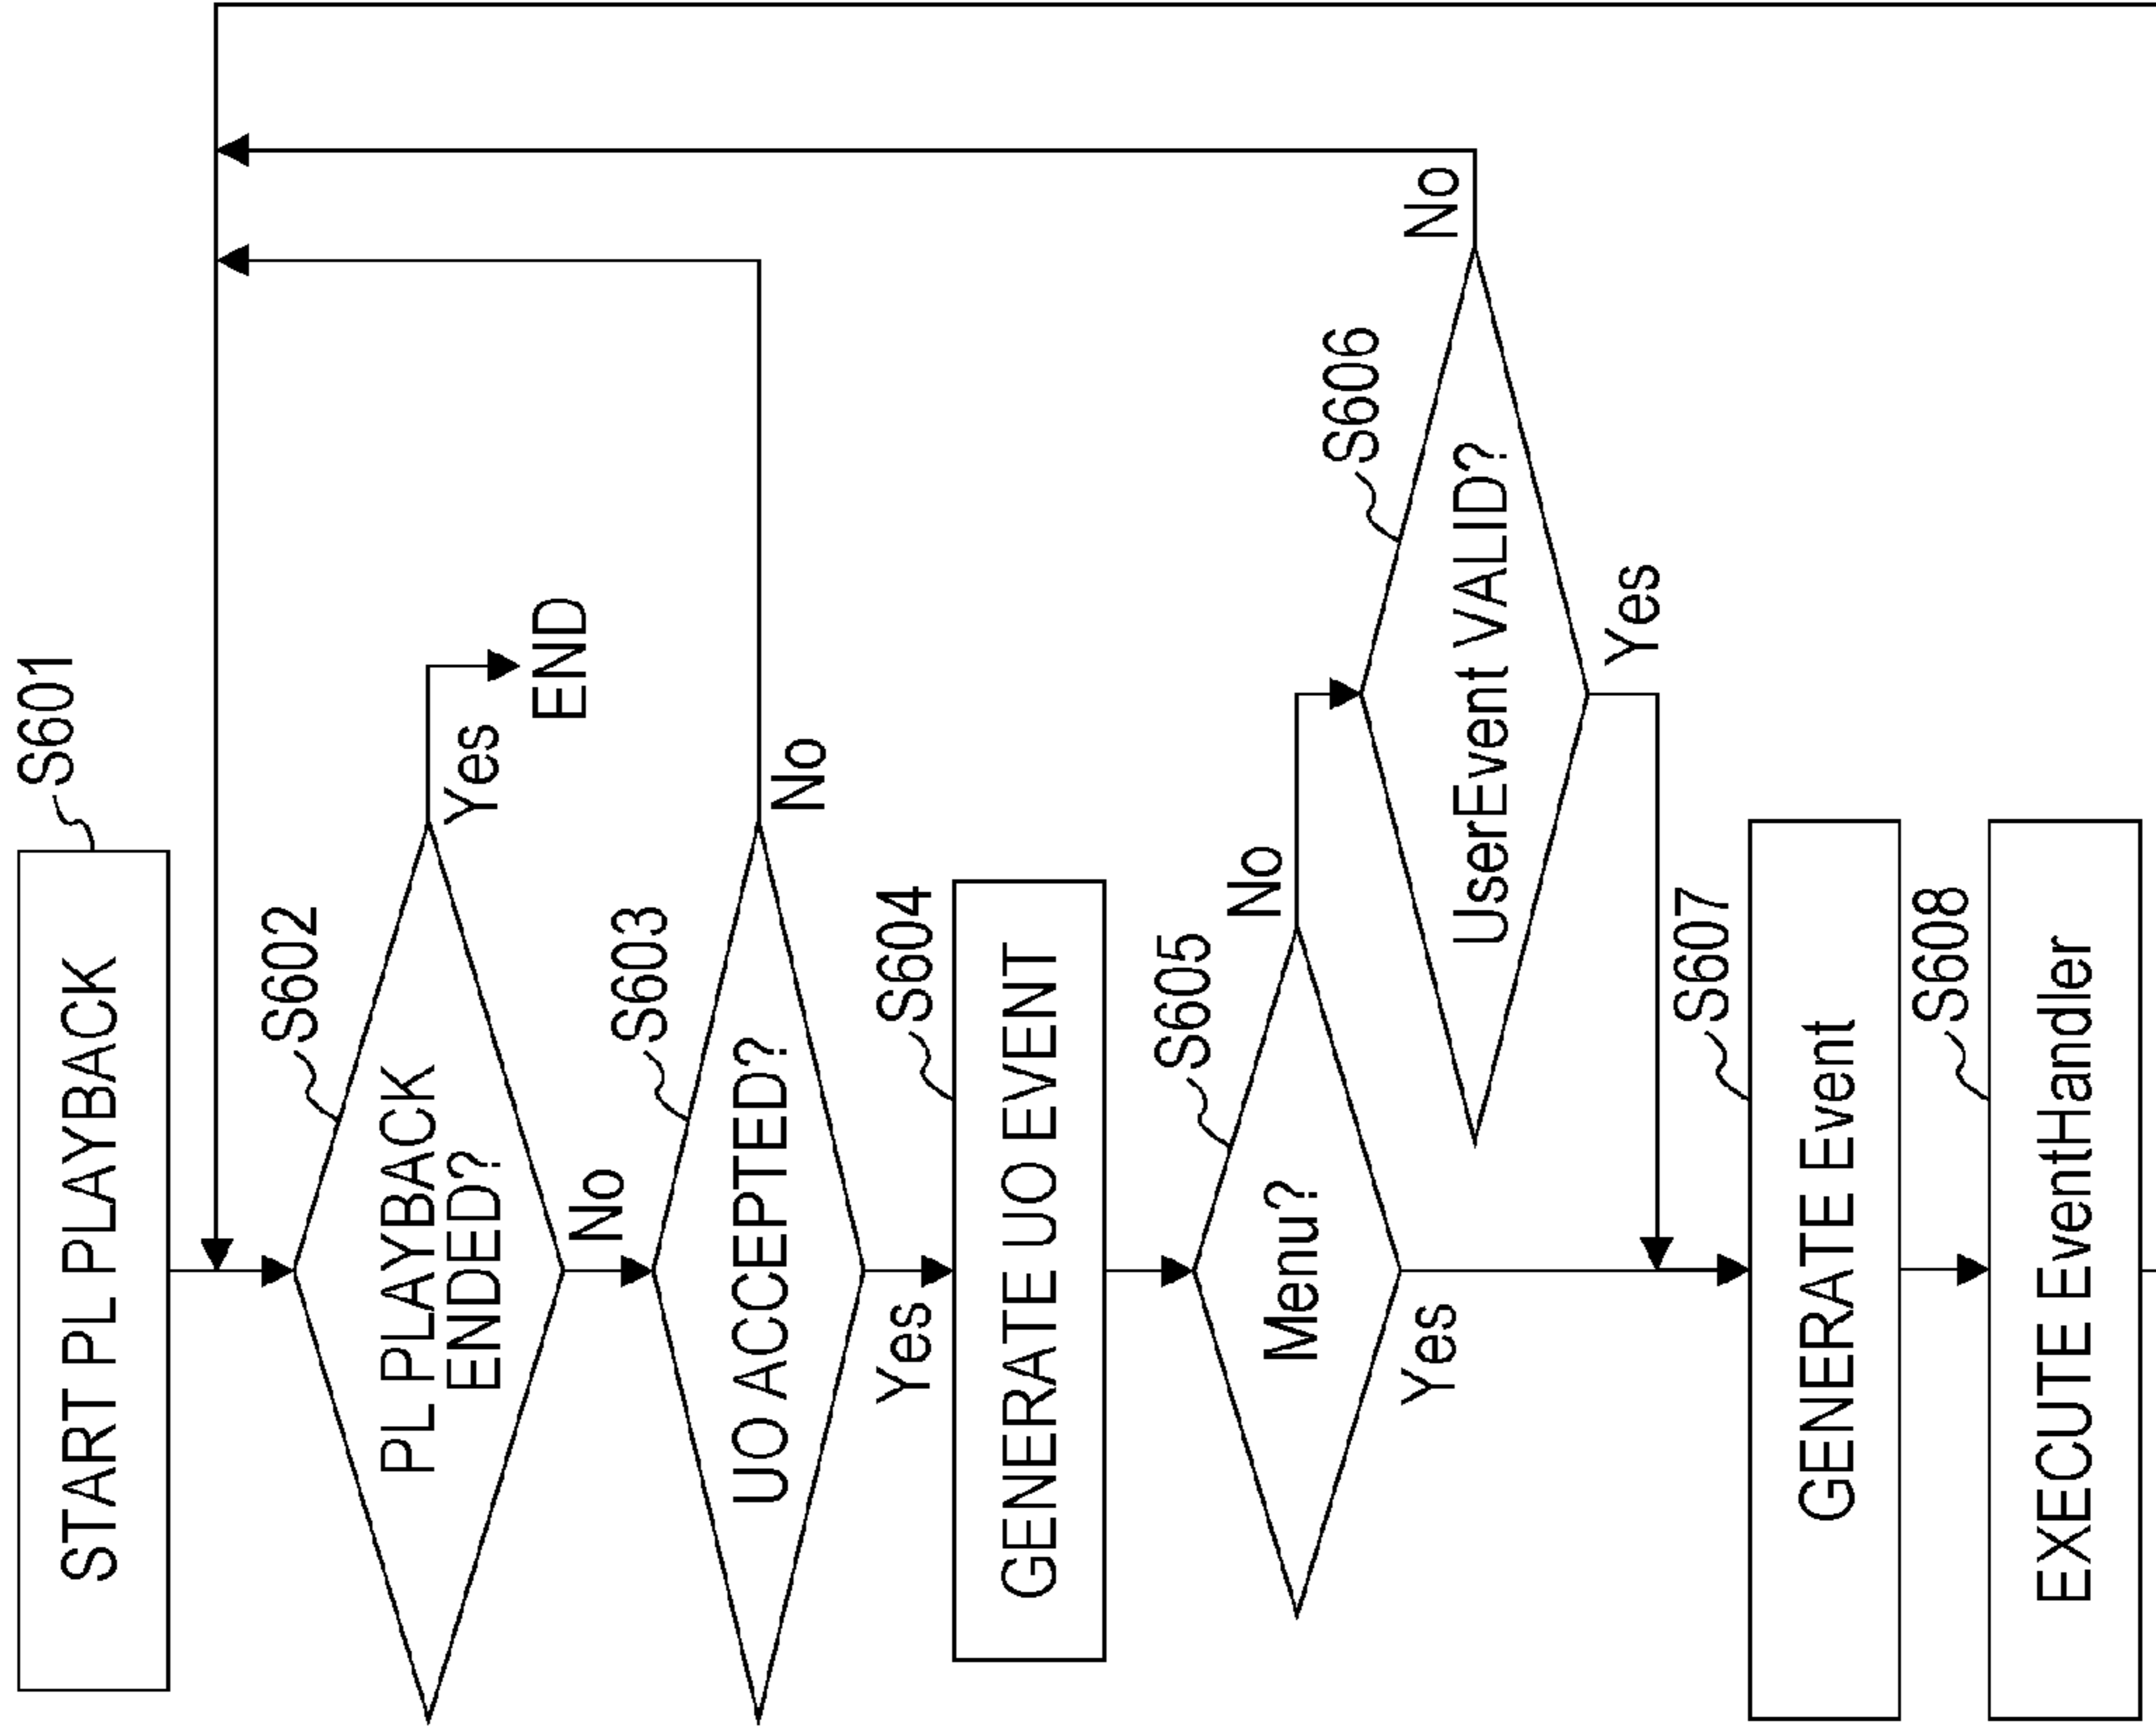 S601
START PL PLAYBACK
S602
PL PLAYBACK
ENDED?
Yes
END
No
S603
UO ACCEPTED?
No
Yes
S604
GENERATE UO EVENT
S605
Menu?
No
Yes
S606
UserEvent VALID?
No
Yes
S607
GENERATE Event
S608
EXECUTE EventHandler